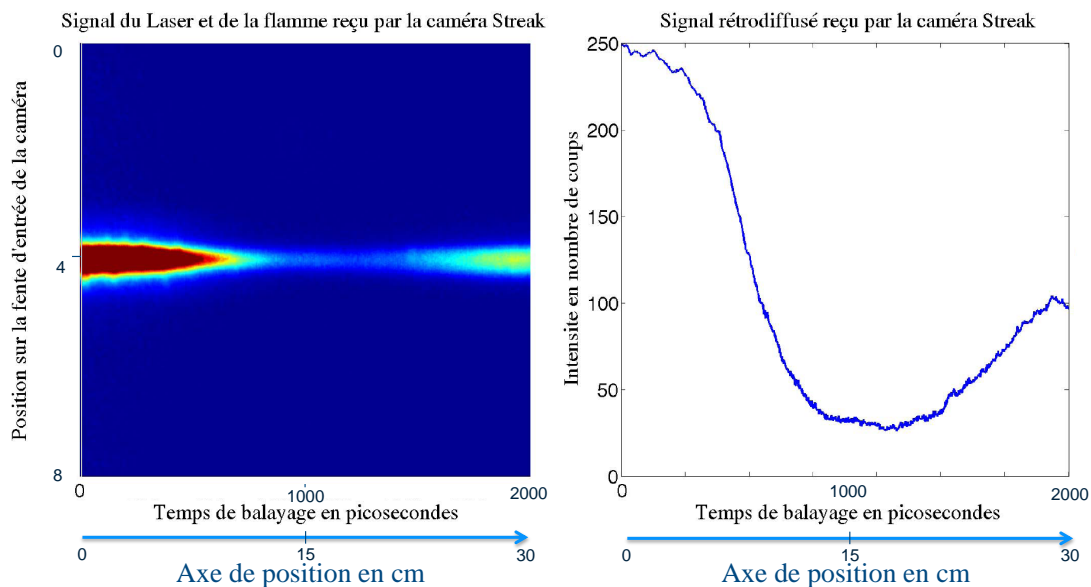 Signal du Laser et de la flamme reçu par la caméra Streak
Position sur la fente d'entrée de la caméra
0
4
8
0
1000
2000
Temps de balayage en picosecondes
0
15
30
Axe de position en cm
Signal rétrodiffusé reçu par la caméra Streak
Intensite en nombre de coups
250
200
150
100
50
0
0
1000
2000
Temps de balayage en picosecondes
0
15
30
Axe de position en cm